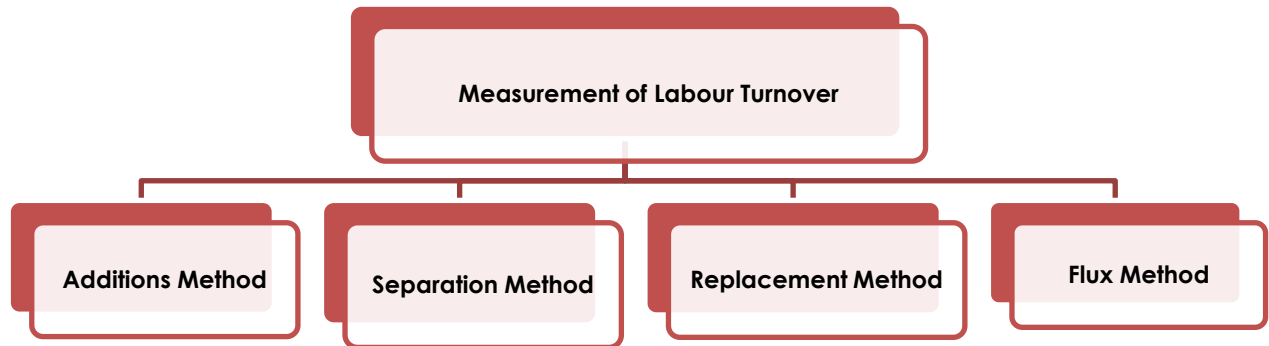 Measurement of Labour Turnover
Additions Method
Separation Method
Replacement Method
Flux Method